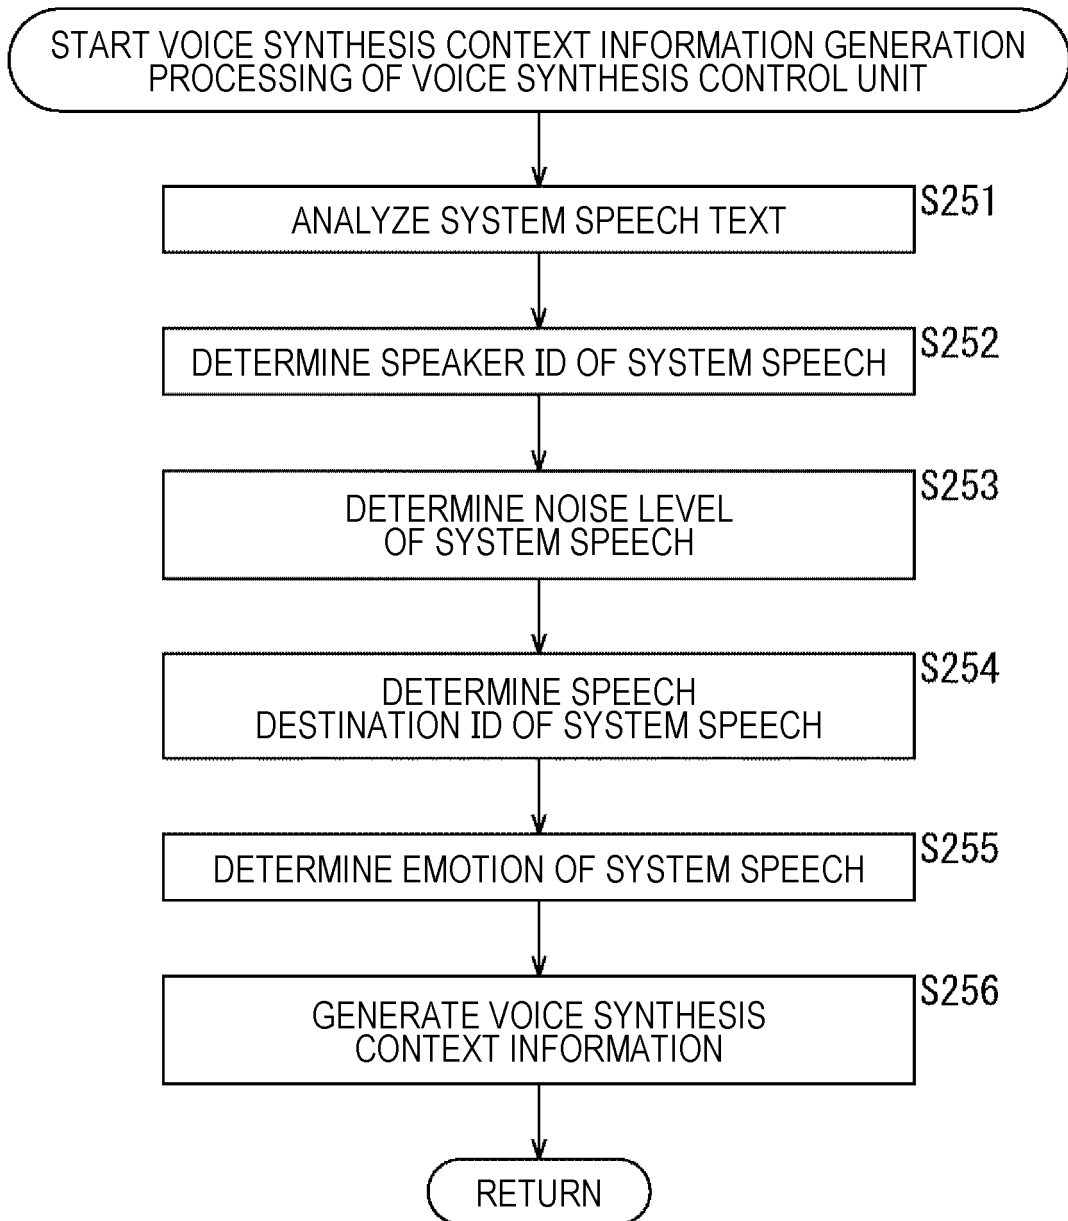 START VOICE SYNTHESIS CONTEXT INFORMATION GENERATION
PROCESSING OF VOICE SYNTHESIS CONTROL UNIT
S251
ANALYZE SYSTEM SPEECH TEXT
S252
DETERMINE SPEAKER ID OF SYSTEM SPEECH
S253
DETERMINE NOISE LEVEL
OF SYSTEM SPEECH
S254
DETERMINE SPEECH
DESTINATION ID OF SYSTEM SPEECH
S255
DETERMINE EMOTION OF SYSTEM SPEECH
S256
GENERATE VOICE SYNTHESIS
CONTEXT INFORMATION
RETURN